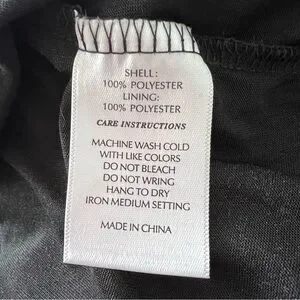 SHELL:
100% POLYESTER
LINING:
100% POLYESTER
CARE INSTRUCTIONS
MACHINE WASH COLD
WITH LIKE COLORS
DO NOT BLEACH
DO NOT WRING
HANG TO DRY
IRON MEDIUM SETTING
MADE IN CHINA